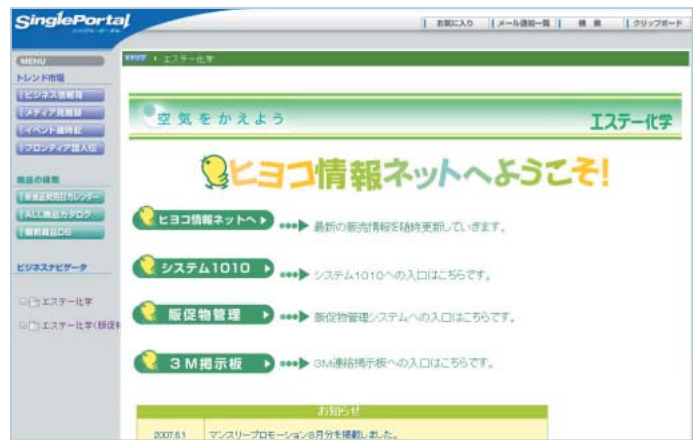 SinglePortal
お気に入り
メール通知一覧
検 索
クリップボード
MENU
エステー化学
トレンド市場
ビジネス情報箱
メディア見聞録
イベント歳時記
フロンティア諸人伝
空気をかえよう
エステー化学
ヒヨコ情報ネットへようこそ!
商品の検索
新商品発売日カレンダー
ALL商品カタログ
ヒヨコ情報ネットへ
最新の販売情報を随時更新していきます。
ビジネスナビゲータ
システム1010
システム1010への入口はこちらです。
エステー化学
エステー化学(販促
販促物管理
販促物管理システムへの入口はこちらです。
3M掲示板
3M連絡掲示板への入口はこちらです。
お知らせ
2007.6.1 マンスリープロモーション8月分を掲載しました。